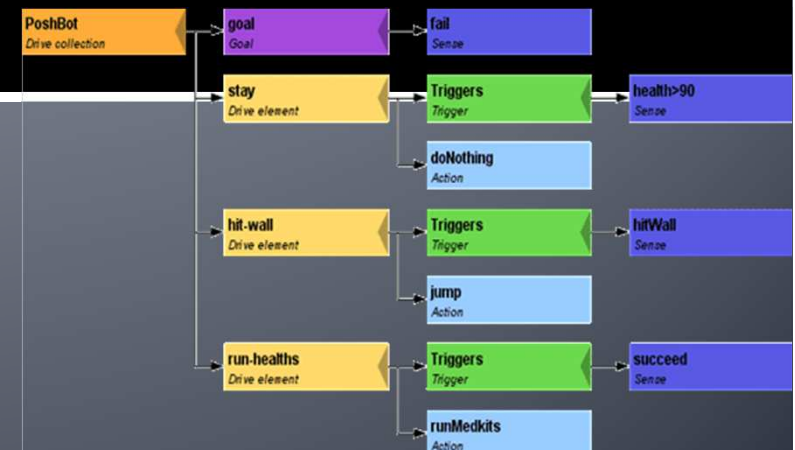 PoshBot
Drive collection
goal
Goal
fail
Sense
stay
Drive element
Triggers
Trigger
health>90
Sense
doNothing
Action
hit-wall
Drive element
Triggers
Trigger
hitWall
Sense
jump
Action
run-healths
Drive element
Triggers
Trigger
succeed
Sense
runMedkits
Action